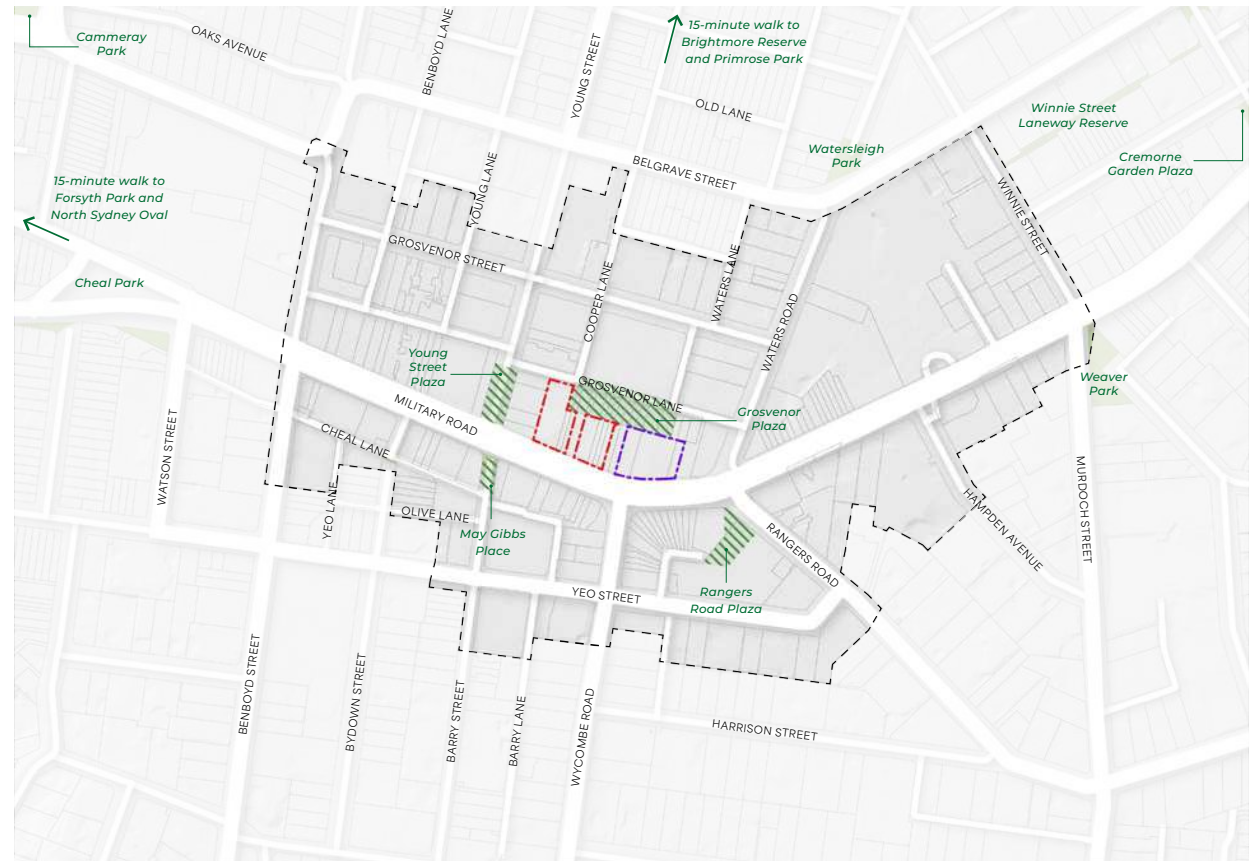 Cammeray
Park
OAKS AVENUE
BENBOYD LANE
YOUNG STREET
15-minute walk to
Brightmore Reserve
and Primrose Park
OLD LANE
Winnie Street
Laneway Reserve
Watersleigh
Park
Cremorne
Garden Plaza
BELGRAVE STREET
15-minute walk to
Forsyth Park and
North Sydney Oval
YOUNG LANE
WINNIE STREET
GROSVENOR STREET
COOPER LANE
WATERS LANE
WATERS ROAD
Cheal Park
Young
Street
Plaza
GROSVENOR LANE
Grosvenor
Plaza
Weaver
Park
MILITARY ROAD
WATSON STREET
CHEAL LANE
YEO LANE
OLIVE LANE
May Gibbs
Place
RANGERS ROAD
HAMPDEN AVENUE
MURDOCH STREET
YEO STREET
Rangers
Road Plaza
BENBOYD STREET
BYDOWN STREET
BARRY STREET
BARRY LANE
WYCOMBE ROAD
HARRISON STREET